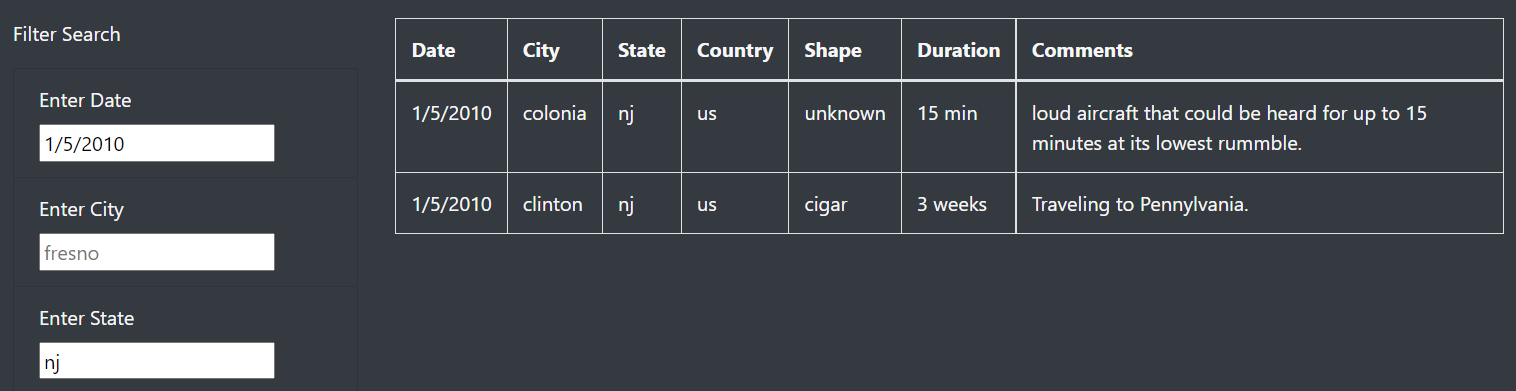 Filter Search
Enter Date
1/5/2010
Enter City
fresno
Enter State
nj
Date City State Country Shape Duration Comments
1/5/2010 colonia nj us unknown 15 min loud aircraft that could be heard for up to 15
minutes at its lowest rummble.
1/5/2010 clinton nj us cigar 3 weeks Traveling to Pennylvania.